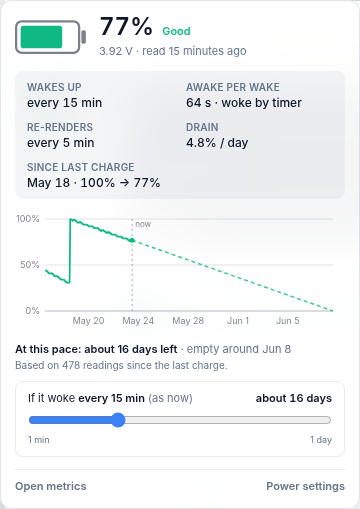 77% Good
3.92 V · read 15 minutes ago
WAKES UP
every 15 min
AWAKE PER WAKE
64 s · woke by timer
RE-RENDERS
every 5 min
DRAIN
4.8% / day
SINCE LAST CHARGE
May 18 · 100% → 77%
100%
now
50%
0%
May 20 May 24 May 28 Jun 1 Jun 5
At this pace: about 16 days left · empty around Jun 8
Based on 478 readings since the last charge.
If it woke every 15 min (as now) about 16 days
1 min 1 day
Open metrics Power settings